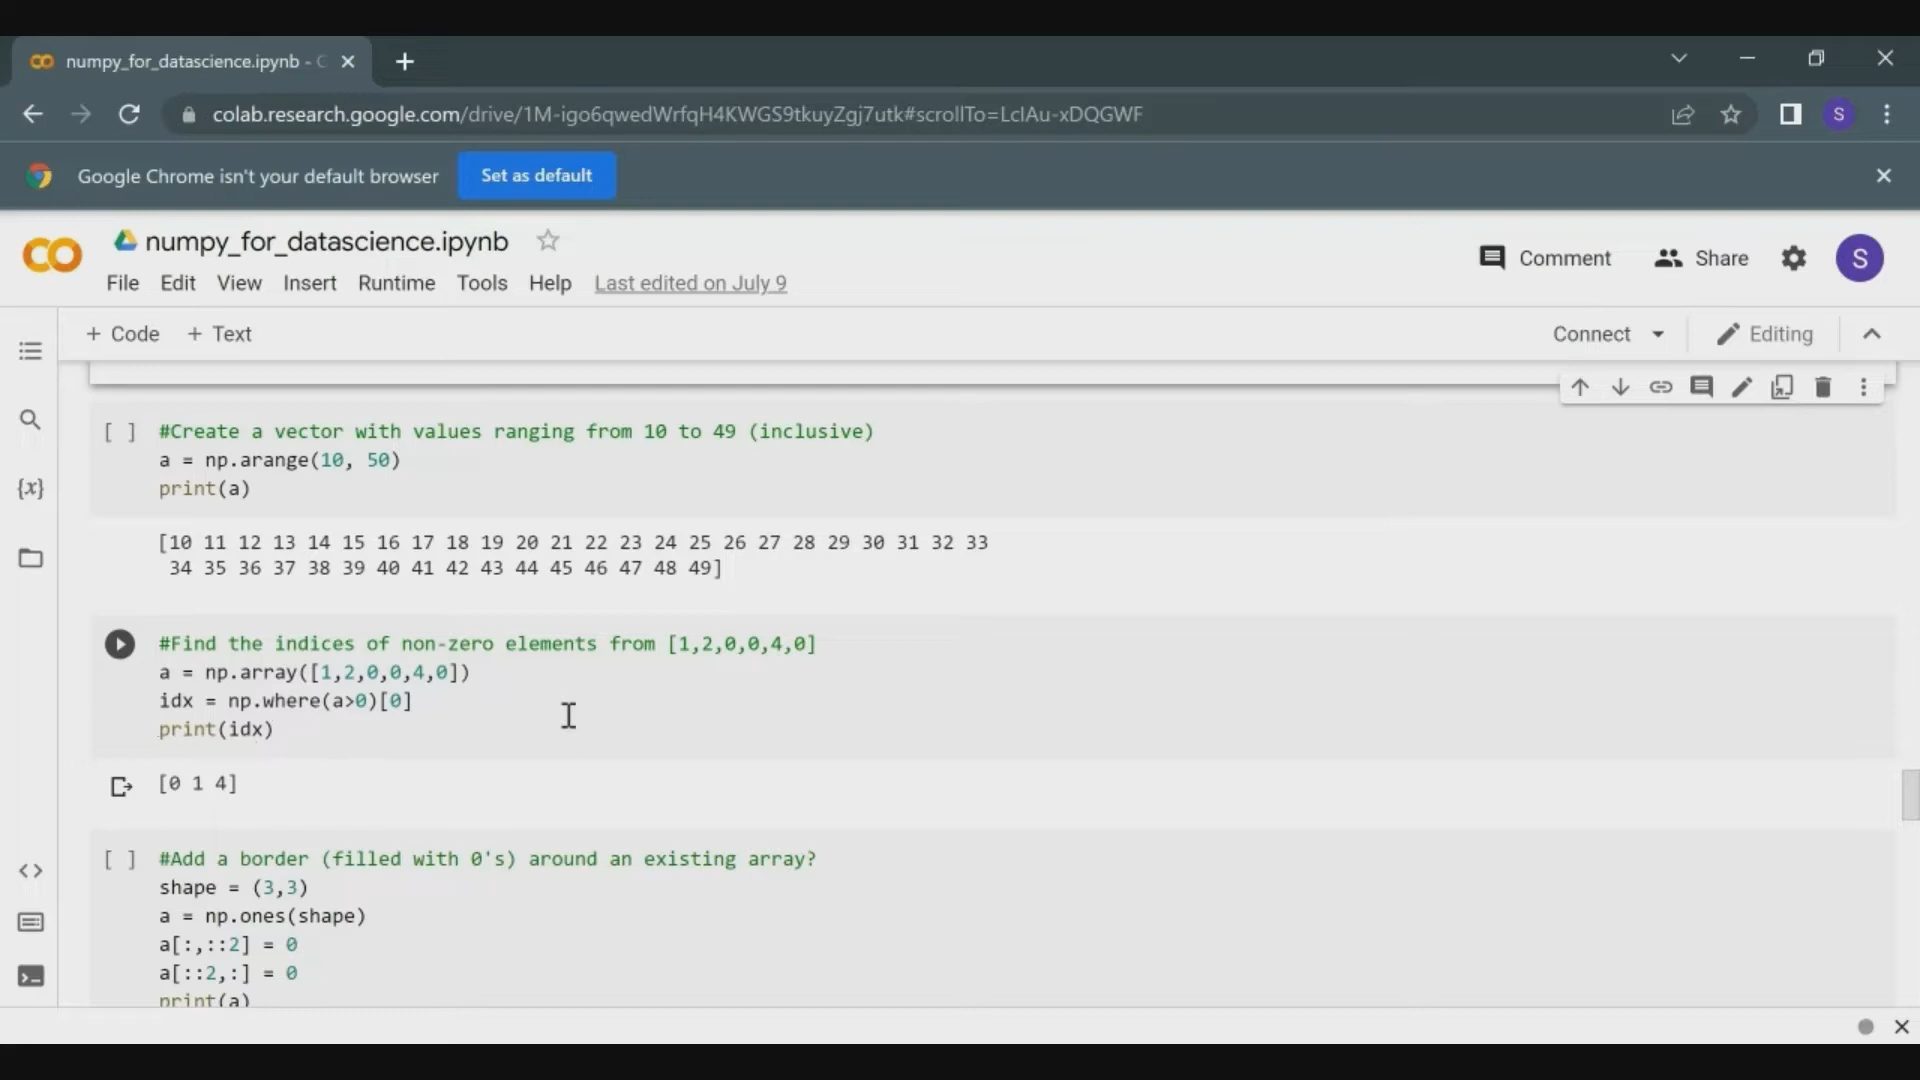 numpy_for_datascience.ipynb - C
colab.research.google.com/drive/1M-igo6qwedWrfqH4KWGS9tkuyZgj7utk#scrollTo=LclAu-xDQGWF
S
Google Chrome isn't your default browser
Set as default
numpy_for_datascience.ipynb
Comment
Share
S
File Edit View Insert Runtime Tools Help Last edited on July 9
+ Code + Text
Connect
Editing
{x}
[ ] #Create a vector with values ranging from 10 to 49 (inclusive)
a = np.arange(10, 50)
print(a)
[10 11 12 13 14 15 16 17 18 19 20 21 22 23 24 25 26 27 28 29 30 31 32 33
34 35 36 37 38 39 40 41 42 43 44 45 46 47 48 49]
#Find the indices of non-zero elements from [1,2,0,0,4,0]
a = np.array([1,2,0,0,4,0])
idx = np.where(a>0)[0]
print(idx)
[0 1 4]
[ ] #Add a border (filled with 0's) around an existing array?
shape = (3,3)
a = np.ones(shape)
a[:,::2] = 0
a[::2,:] = 0
print(a)